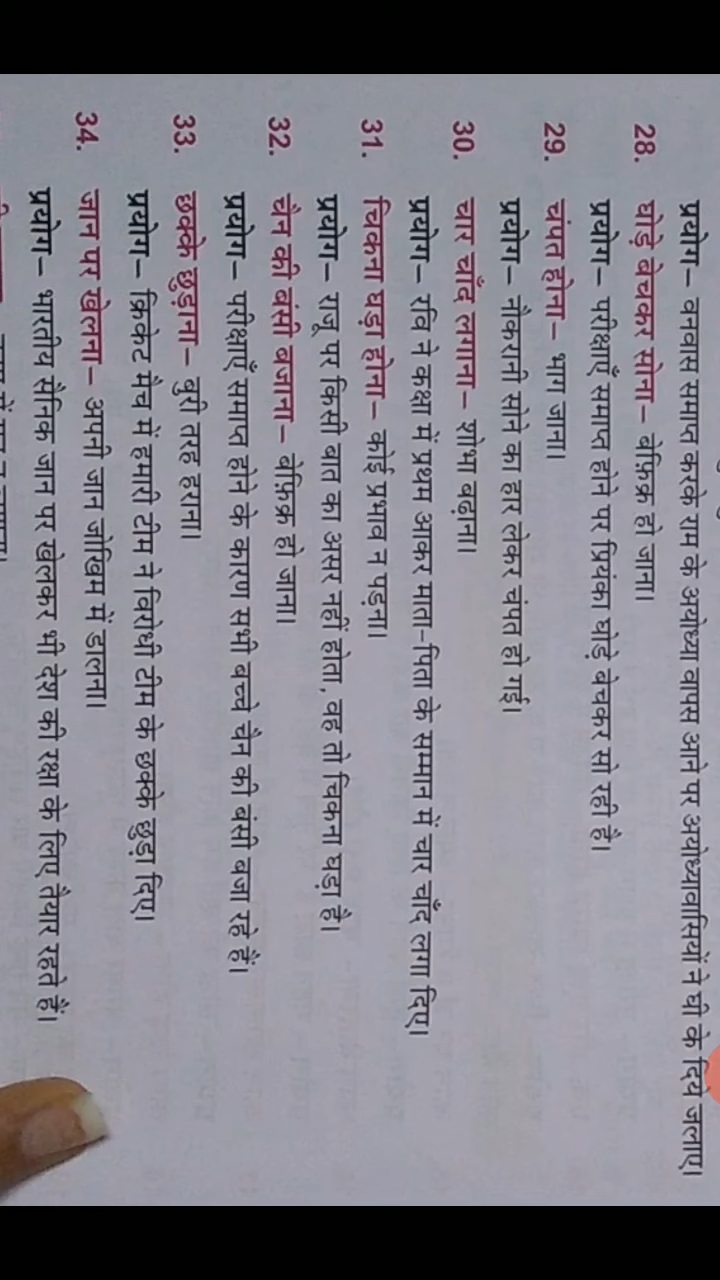 प्रयोग– वनवास समाप्त करके राम के अयोध्या वापस आने पर अयोध्यावासियों ने घी के दिये जलाए।
28. घोड़े बेचकर सोना– बेफ़िक्र हो जाना।
प्रयोग– परीक्षाएँ समाप्त होने पर प्रियंका घोड़े बेचकर सो रही है।
29. चंपत होना– भाग जाना।
प्रयोग– नौकरानी सोने का हार लेकर चंपत हो गई।
30. चार चाँद लगाना– शोभा बढ़ाना।
प्रयोग– रवि ने कक्षा में प्रथम आकर माता-पिता के सम्मान में चार चाँद लगा दिए।
31. चिकना घड़ा होना– कोई प्रभाव न पड़ना।
प्रयोग– राजू पर किसी बात का असर नहीं होता, वह तो चिकना घड़ा है।
32. चैन की बंसी बजाना– बेफ़िक्र हो जाना।
प्रयोग– परीक्षाएँ समाप्त होने के कारण सभी बच्चे चैन की बंसी बजा रहे हैं।
33. छक्के छुड़ाना– बुरी तरह हराना।
प्रयोग– क्रिकेट मैच में हमारी टीम ने विरोधी टीम के छक्के छुड़ा दिए।
34. जान पर खेलना– अपनी जान जोखिम में डालना।
प्रयोग– भारतीय सैनिक जान पर खेलकर भी देश की रक्षा के लिए तैयार रहते हैं।